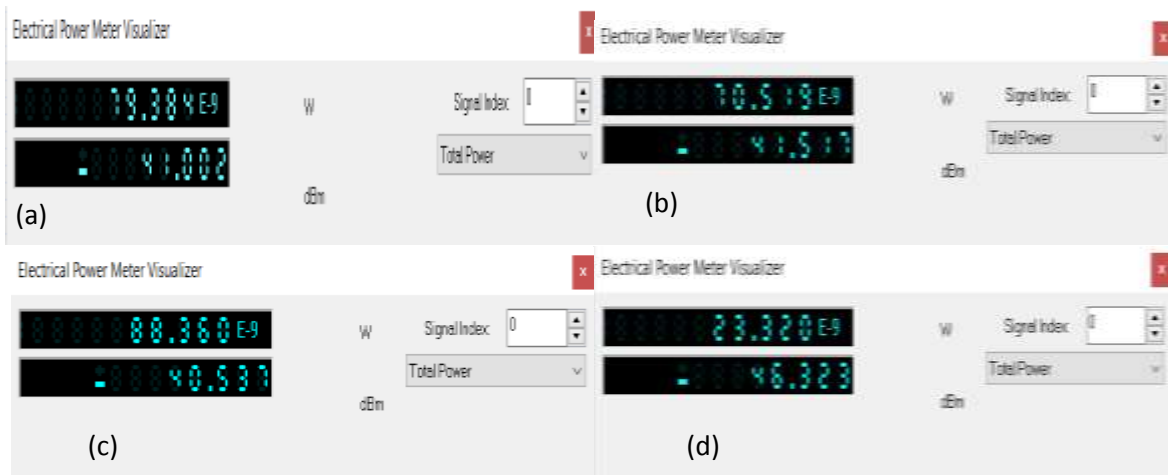 Electrical Power Meter Visualizer
x
79.384 E-9
W
Signal Index: 0
- 41.002
dBm
Total Power
(a)
Electrical Power Meter Visualizer
x
70.519 E-9
W
Signal Index: 0
- 41.517
dBm
Total Power
(b)
Electrical Power Meter Visualizer
x
88.360 E-9
W
Signal Index: 0
- 40.537
dBm
Total Power
(c)
Electrical Power Meter Visualizer
x
23.320 E-9
W
Signal Index: 0
- 46.323
dBm
Total Power
(d)